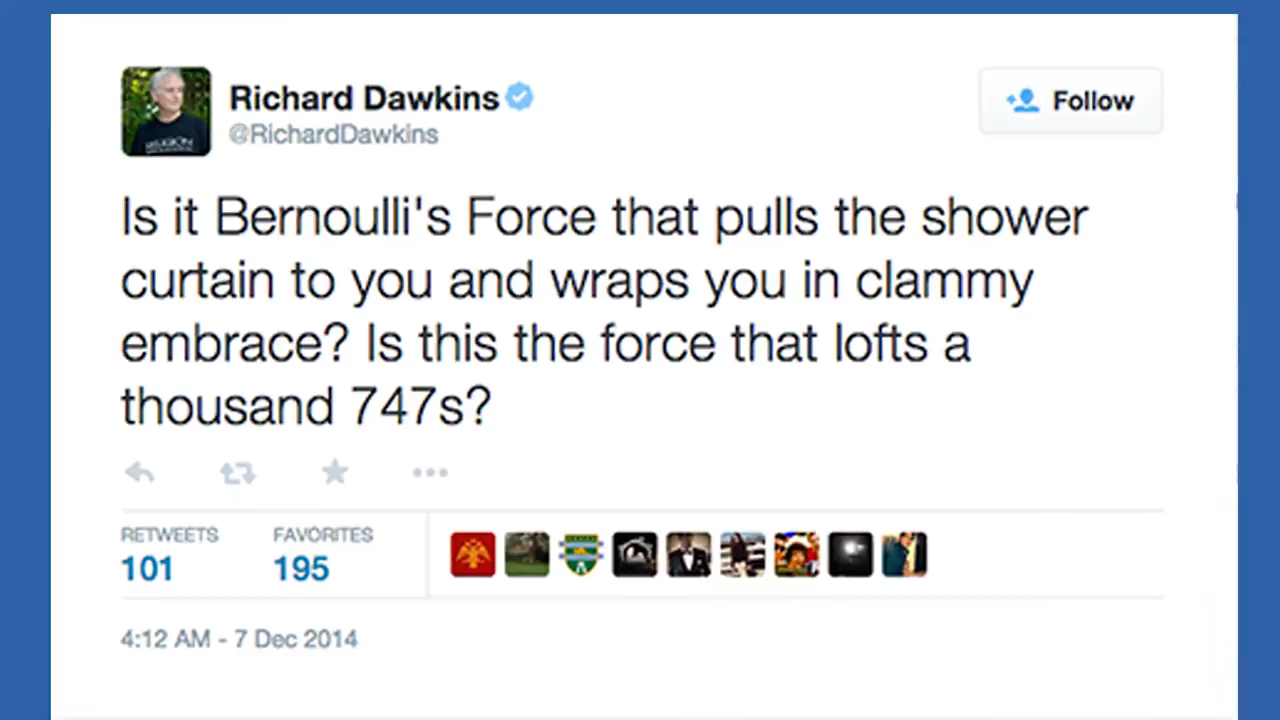 Richard Dawkins
@RichardDawkins
Follow
Is it Bernoulli's Force that pulls the shower
curtain to you and wraps you in clammy
embrace? Is this the force that lofts a
thousand 747s?
RETWEETS FAVORITES
101 195
4:12 AM - 7 Dec 2014